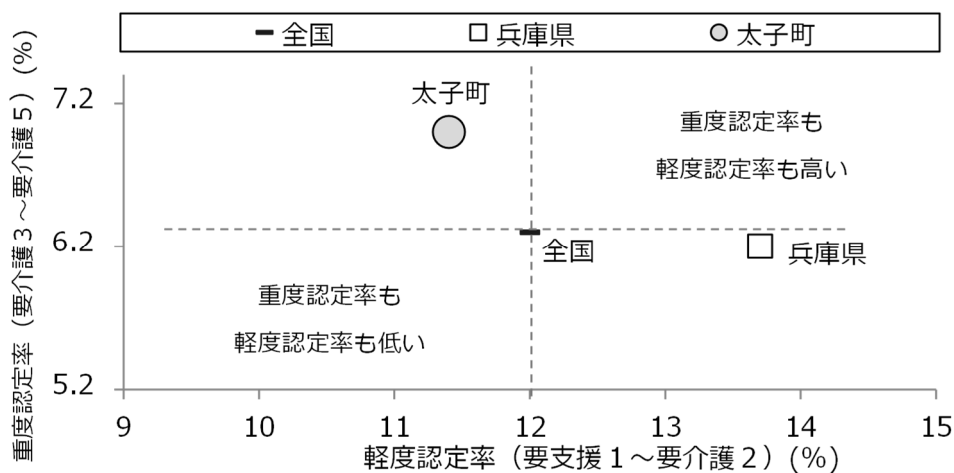 全国 兵庫県 太子町
重度認定率（要介護３～要介護５）(%)
7.2
6.2
5.2
太子町
重度認定率も
軽度認定率も高い
全国
兵庫県
重度認定率も
軽度認定率も低い
9 10 11 12 13 14 15
軽度認定率（要支援１～要介護２）(%)